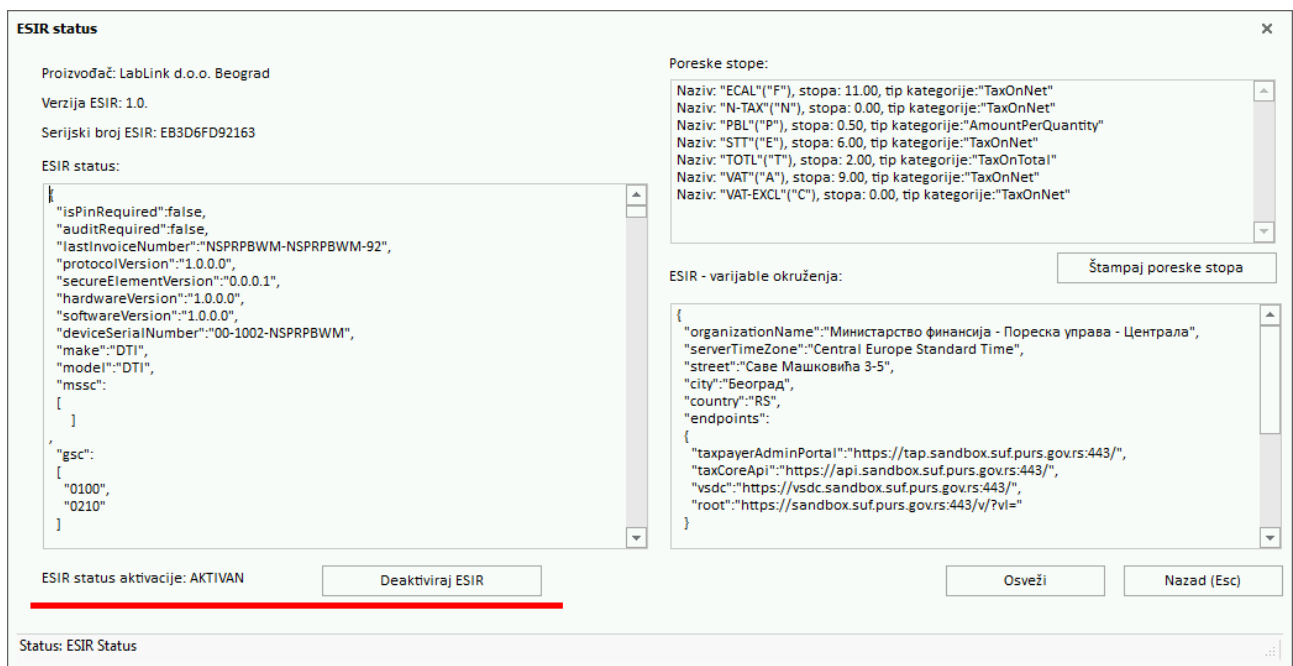 ESIR status
Proizvođač: LabLink d.o.o. Beograd
Verzija ESIR: 1.0.
Serijski broj ESIR: EB3D6FD92163
ESIR status:
{
"isPinRequired":false,
"auditRequired":false,
"lastInvoiceNumber":"NSPRPBWM-NSPRPBWM-92",
"protocolVersion":"1.0.0.0",
"secureElementVersion":"0.0.0.1",
"hardwareVersion":"1.0.0.0",
"softwareVersion":"1.0.0.0",
"deviceSerialNumber":"00-1002-NSPRPBWM",
"make":"DTI",
"model":"DTI",
"mssc":
[
]
,
"gsc":
[
"0100",
"0210"
]
Poreske stope:
Naziv: "ECAL"("F"), stopa: 11.00, tip kategorije:"TaxOnNet"
Naziv: "N-TAX"("N"), stopa: 0.00, tip kategorije:"TaxOnNet"
Naziv: "PBL"("P"), stopa: 0.50, tip kategorije:"AmountPerQuantity"
Naziv: "STT"("E"), stopa: 6.00, tip kategorije:"TaxOnNet"
Naziv: "TOTL"("T"), stopa: 2.00, tip kategorije:"TaxOnTotal"
Naziv: "VAT"("A"), stopa: 9.00, tip kategorije:"TaxOnNet"
Naziv: "VAT-EXCL"("C"), stopa: 0.00, tip kategorije:"TaxOnNet"
Štampaj poreske stopa
ESIR - varijable okruženja:
{
"organizationName":"Министарство финансија - Пореска управа - Централа",
"serverTimeZone":"Central Europe Standard Time",
"street":"Саве Машковића 3-5",
"city":"Београд",
"country":"RS",
"endpoints":
{
"taxpayerAdminPortal":"https://tap.sandbox.suf.purs.gov.rs:443/",
"taxCoreApi":"https://api.sandbox.suf.purs.gov.rs:443/",
"vsdc":"https://vsdc.sandbox.suf.purs.gov.rs:443/",
"root":"https://sandbox.suf.purs.gov.rs:443/v/?vl="
}
ESIR status aktivacije: AKTIVAN
Deaktiviraj ESIR
Osveži
Nazad (Esc)
Status: ESIR Status